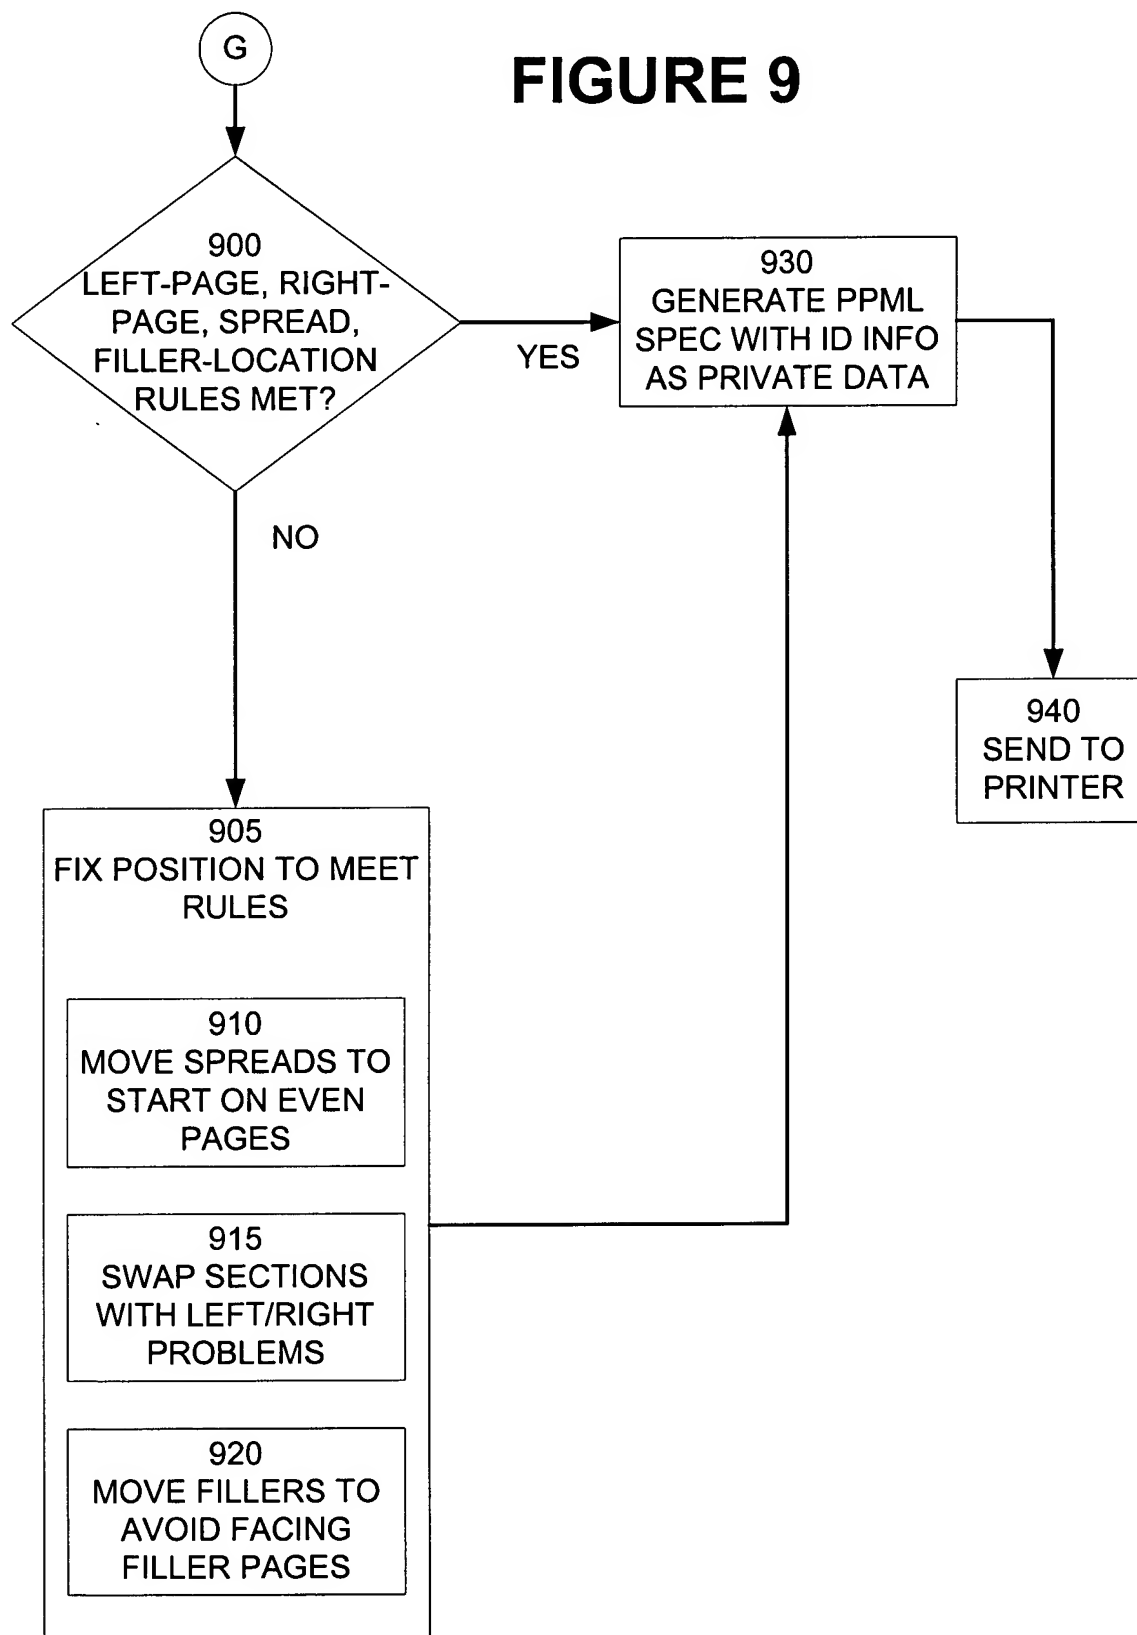 G
FIGURE 9
900
LEFT-PAGE, RIGHT-
PAGE, SPREAD,
FILLER-LOCATION
RULES MET?
YES
930
GENERATE PPML
SPEC WITH ID INFO
AS PRIVATE DATA
NO
940
SEND TO
PRINTER
905
FIX POSITION TO MEET
RULES
910
MOVE SPREADS TO
START ON EVEN
PAGES
915
SWAP SECTIONS
WITH LEFT/RIGHT
PROBLEMS
920
MOVE FILLERS TO
AVOID FACING
FILLER PAGES